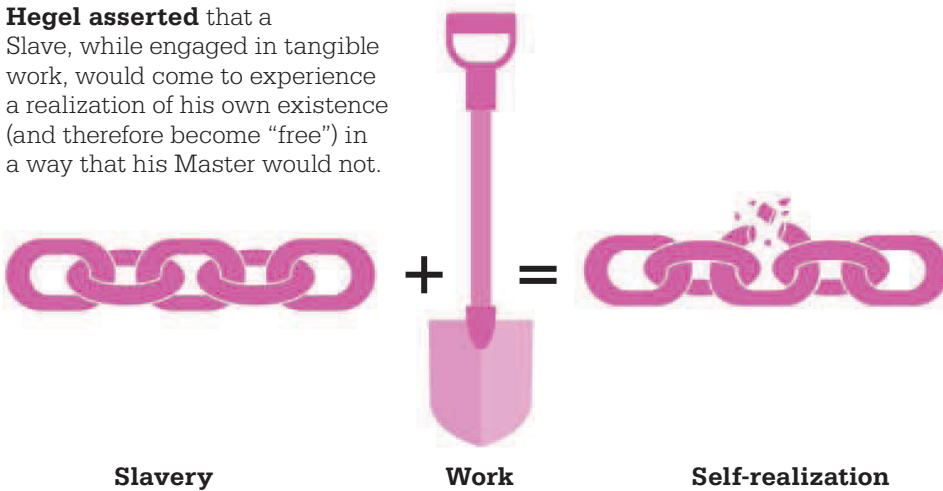 Hegel asserted that a
Slave, while engaged in tangible
work, would come to experience
a realization of his own existence
(and therefore become “free”) in
a way that his Master would not.
+ =
Slavery Work Self-realization